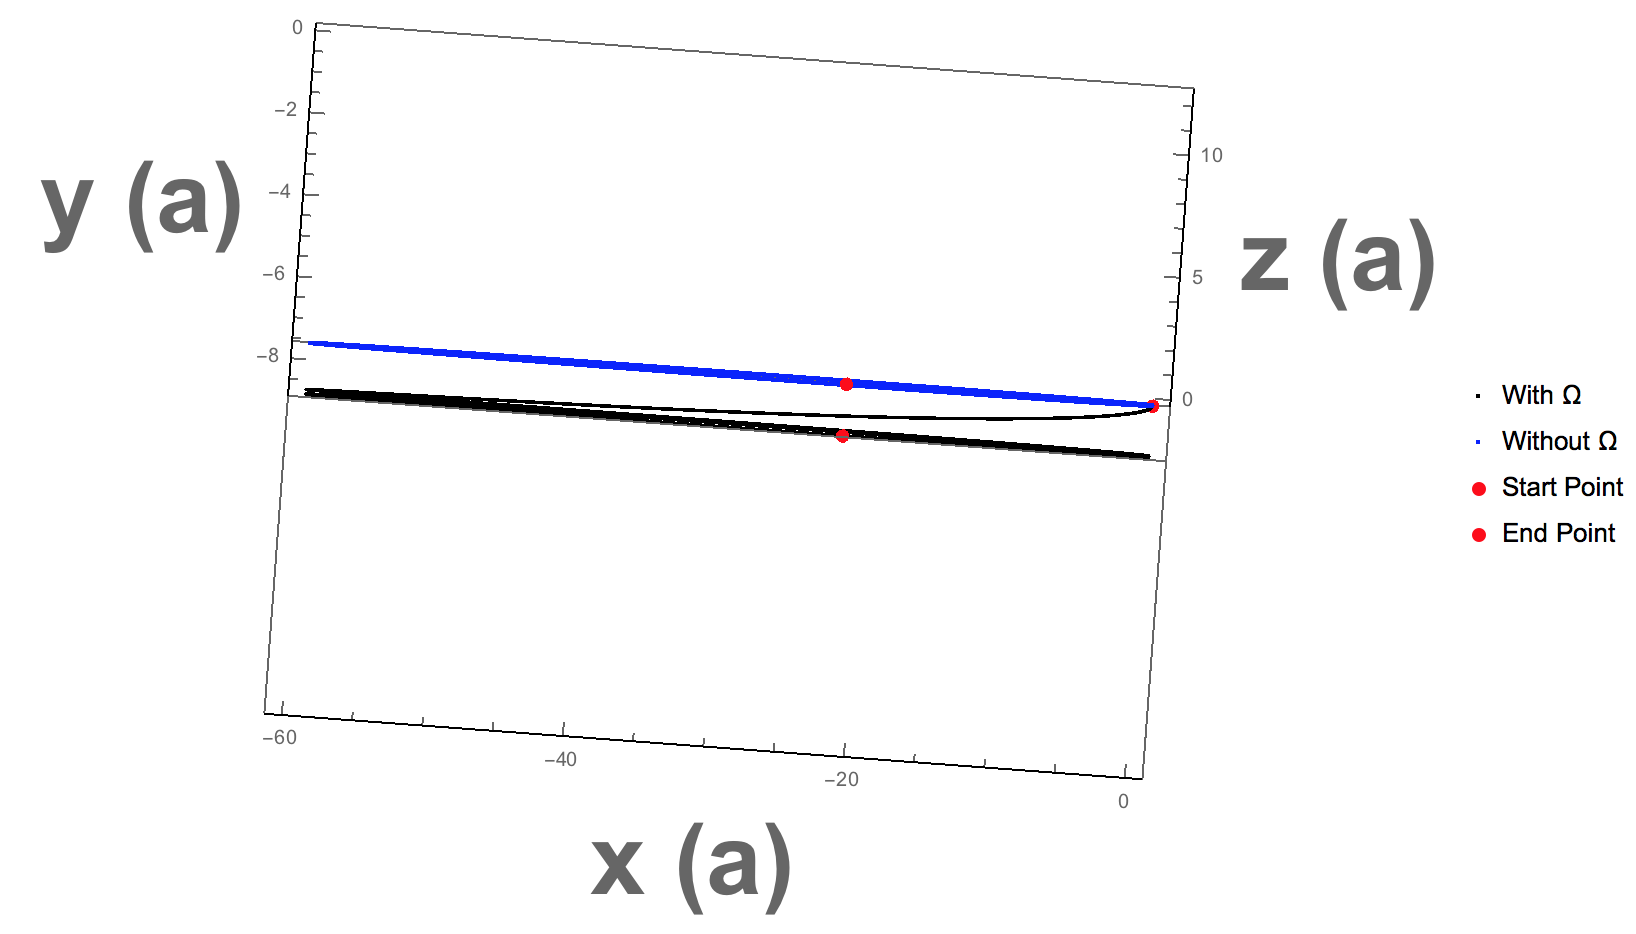 0
−2
−4
−6
−8
y (a)
10
5
0
z (a)
−60
−40
−20
0
x (a)
With Ω
Without Ω
Start Point
End Point